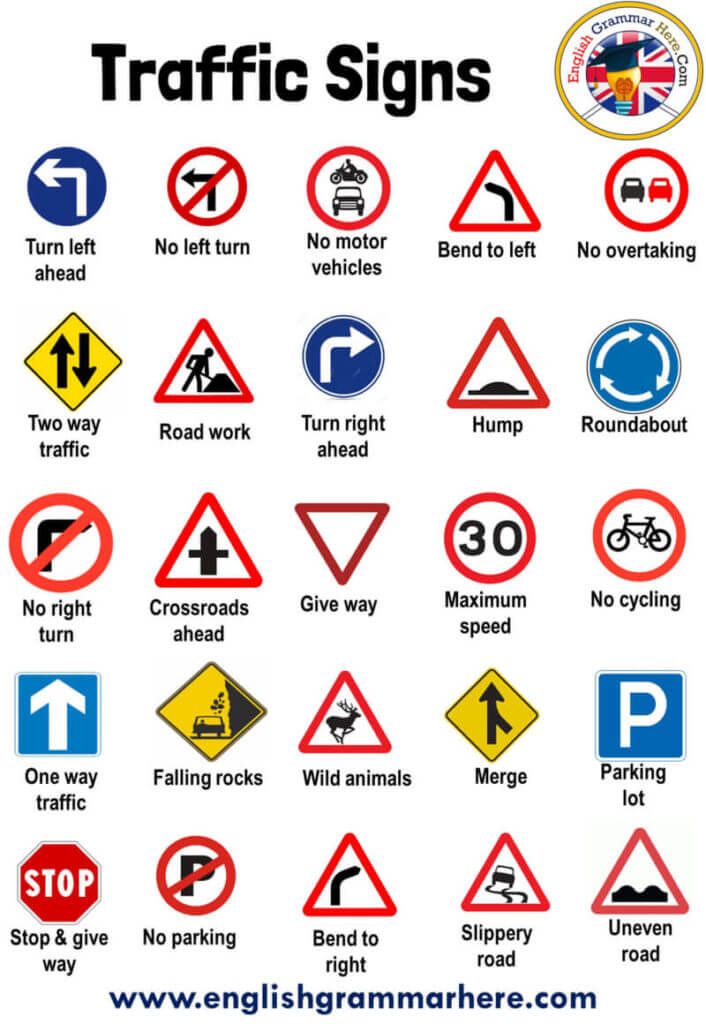 Traffic Signs
English Grammar Here.Com
Turn left
ahead
No left turn
No motor
vehicles
Bend to left
No overtaking
Two way
traffic
Road work
Turn right
ahead
Hump
Roundabout
30
No right
turn
Crossroads
ahead
Give way
Maximum
speed
No cycling
P
One way
traffic
Falling rocks
Wild animals
Merge
Parking
lot
STOP
P
Stop & give
way
No parking
Bend to
right
Slippery
road
Uneven
road
www.englishgrammarhere.com